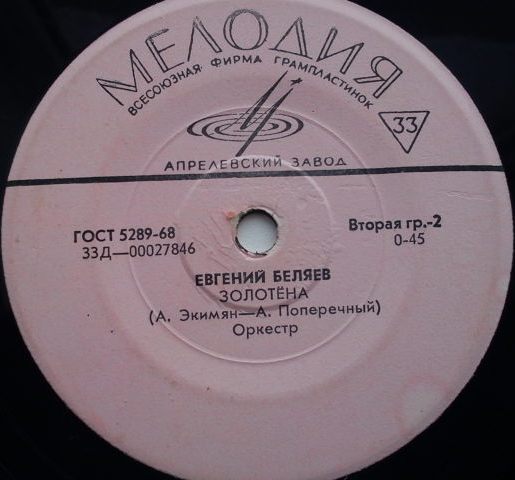 МЕЛОДИЯ
ВСЕСОЮЗНАЯ ФИРМА ГРАМПЛАСТИНОК
33
АПРЕЛЕВСКИЙ ЗАВОД
ГОСТ 5289-68
33Д—00027846
Вторая гр.-2
0-45
ЕВГЕНИЙ БЕЛЯЕВ
ЗОЛОТЁНА
(А. Экимян—А. Поперечный)
Оркестр